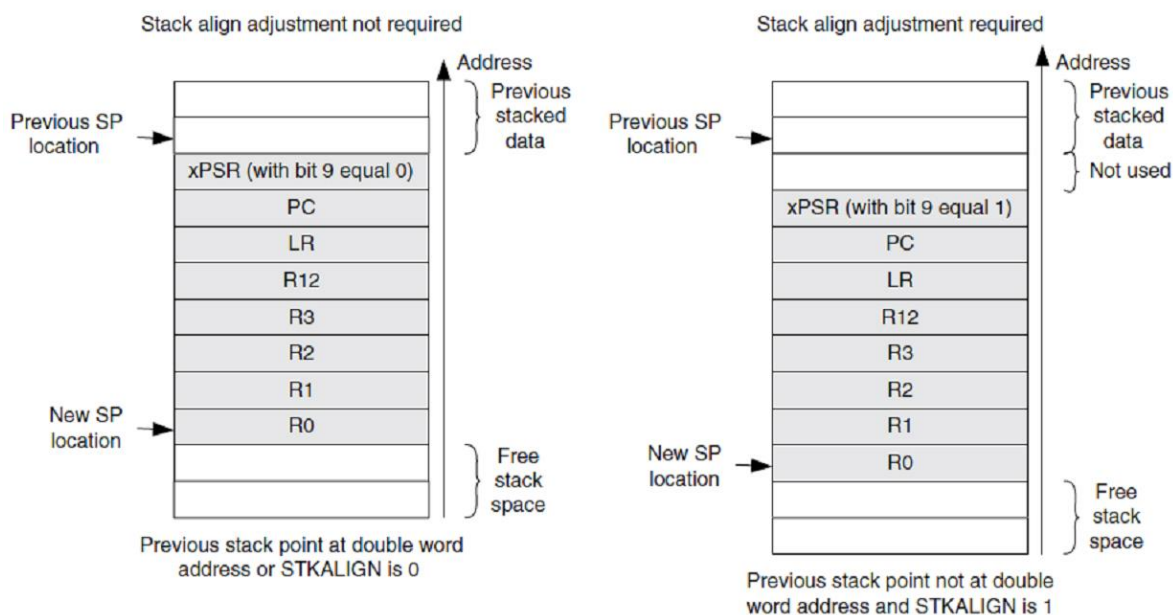 Stack align adjustment not required
Address
Previous
stacked
data
Previous SP
location
xPSR (with bit 9 equal 0)
PC
LR
R12
R3
R2
R1
R0
New SP
location
Free
stack
space
Previous stack point at double word
address or STKALIGN is 0
Stack align adjustment required
Address
Previous
stacked
data
Previous SP
location
Not used
xPSR (with bit 9 equal 1)
PC
LR
R12
R3
R2
R1
R0
New SP
location
Free
stack
space
Previous stack point not at double
word address and STKALIGN is 1